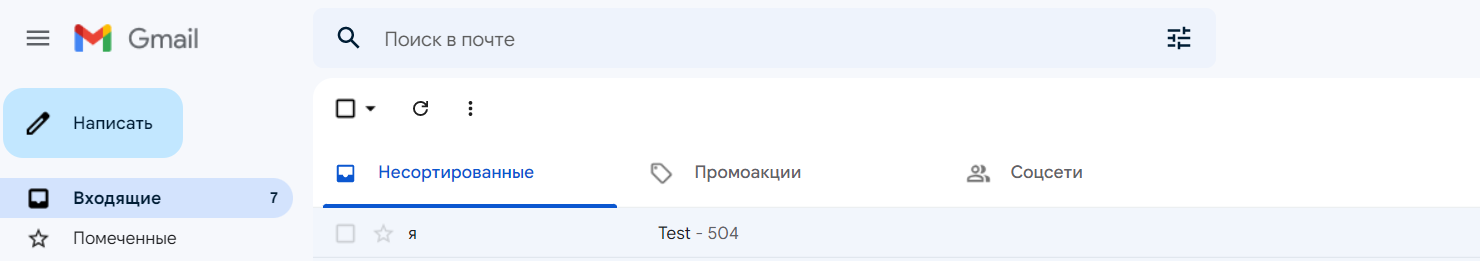 Gmail
Поиск в почте
Написать
Несортированные Промоакции Соцсети
Входящие 7
я Test - 504
Помеченные